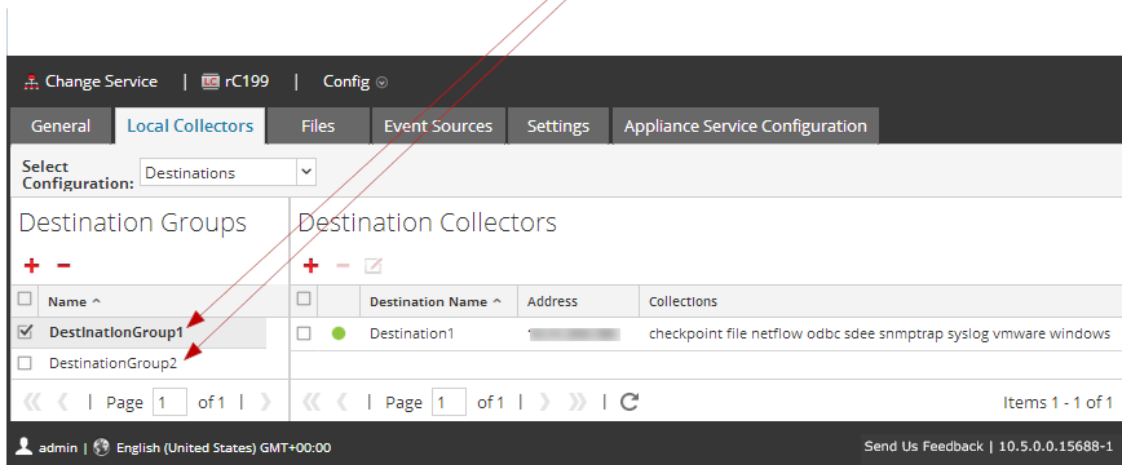 Change Service | LC rC199 | Config
General Local Collectors Files Event Sources Settings Appliance Service Configuration
Select Configuration: Destinations
Destination Groups
Name
DestinationGroup1
DestinationGroup2
Page 1 of 1
Destination Collectors
Destination Name Address Collections
Destination1 checkpoint file netflow odbc sdee snmptrap syslog vmware windows
Page 1 of 1 Items 1 - 1 of 1
admin | English (United States) GMT+00:00 Send Us Feedback | 10.5.0.0.15688-1